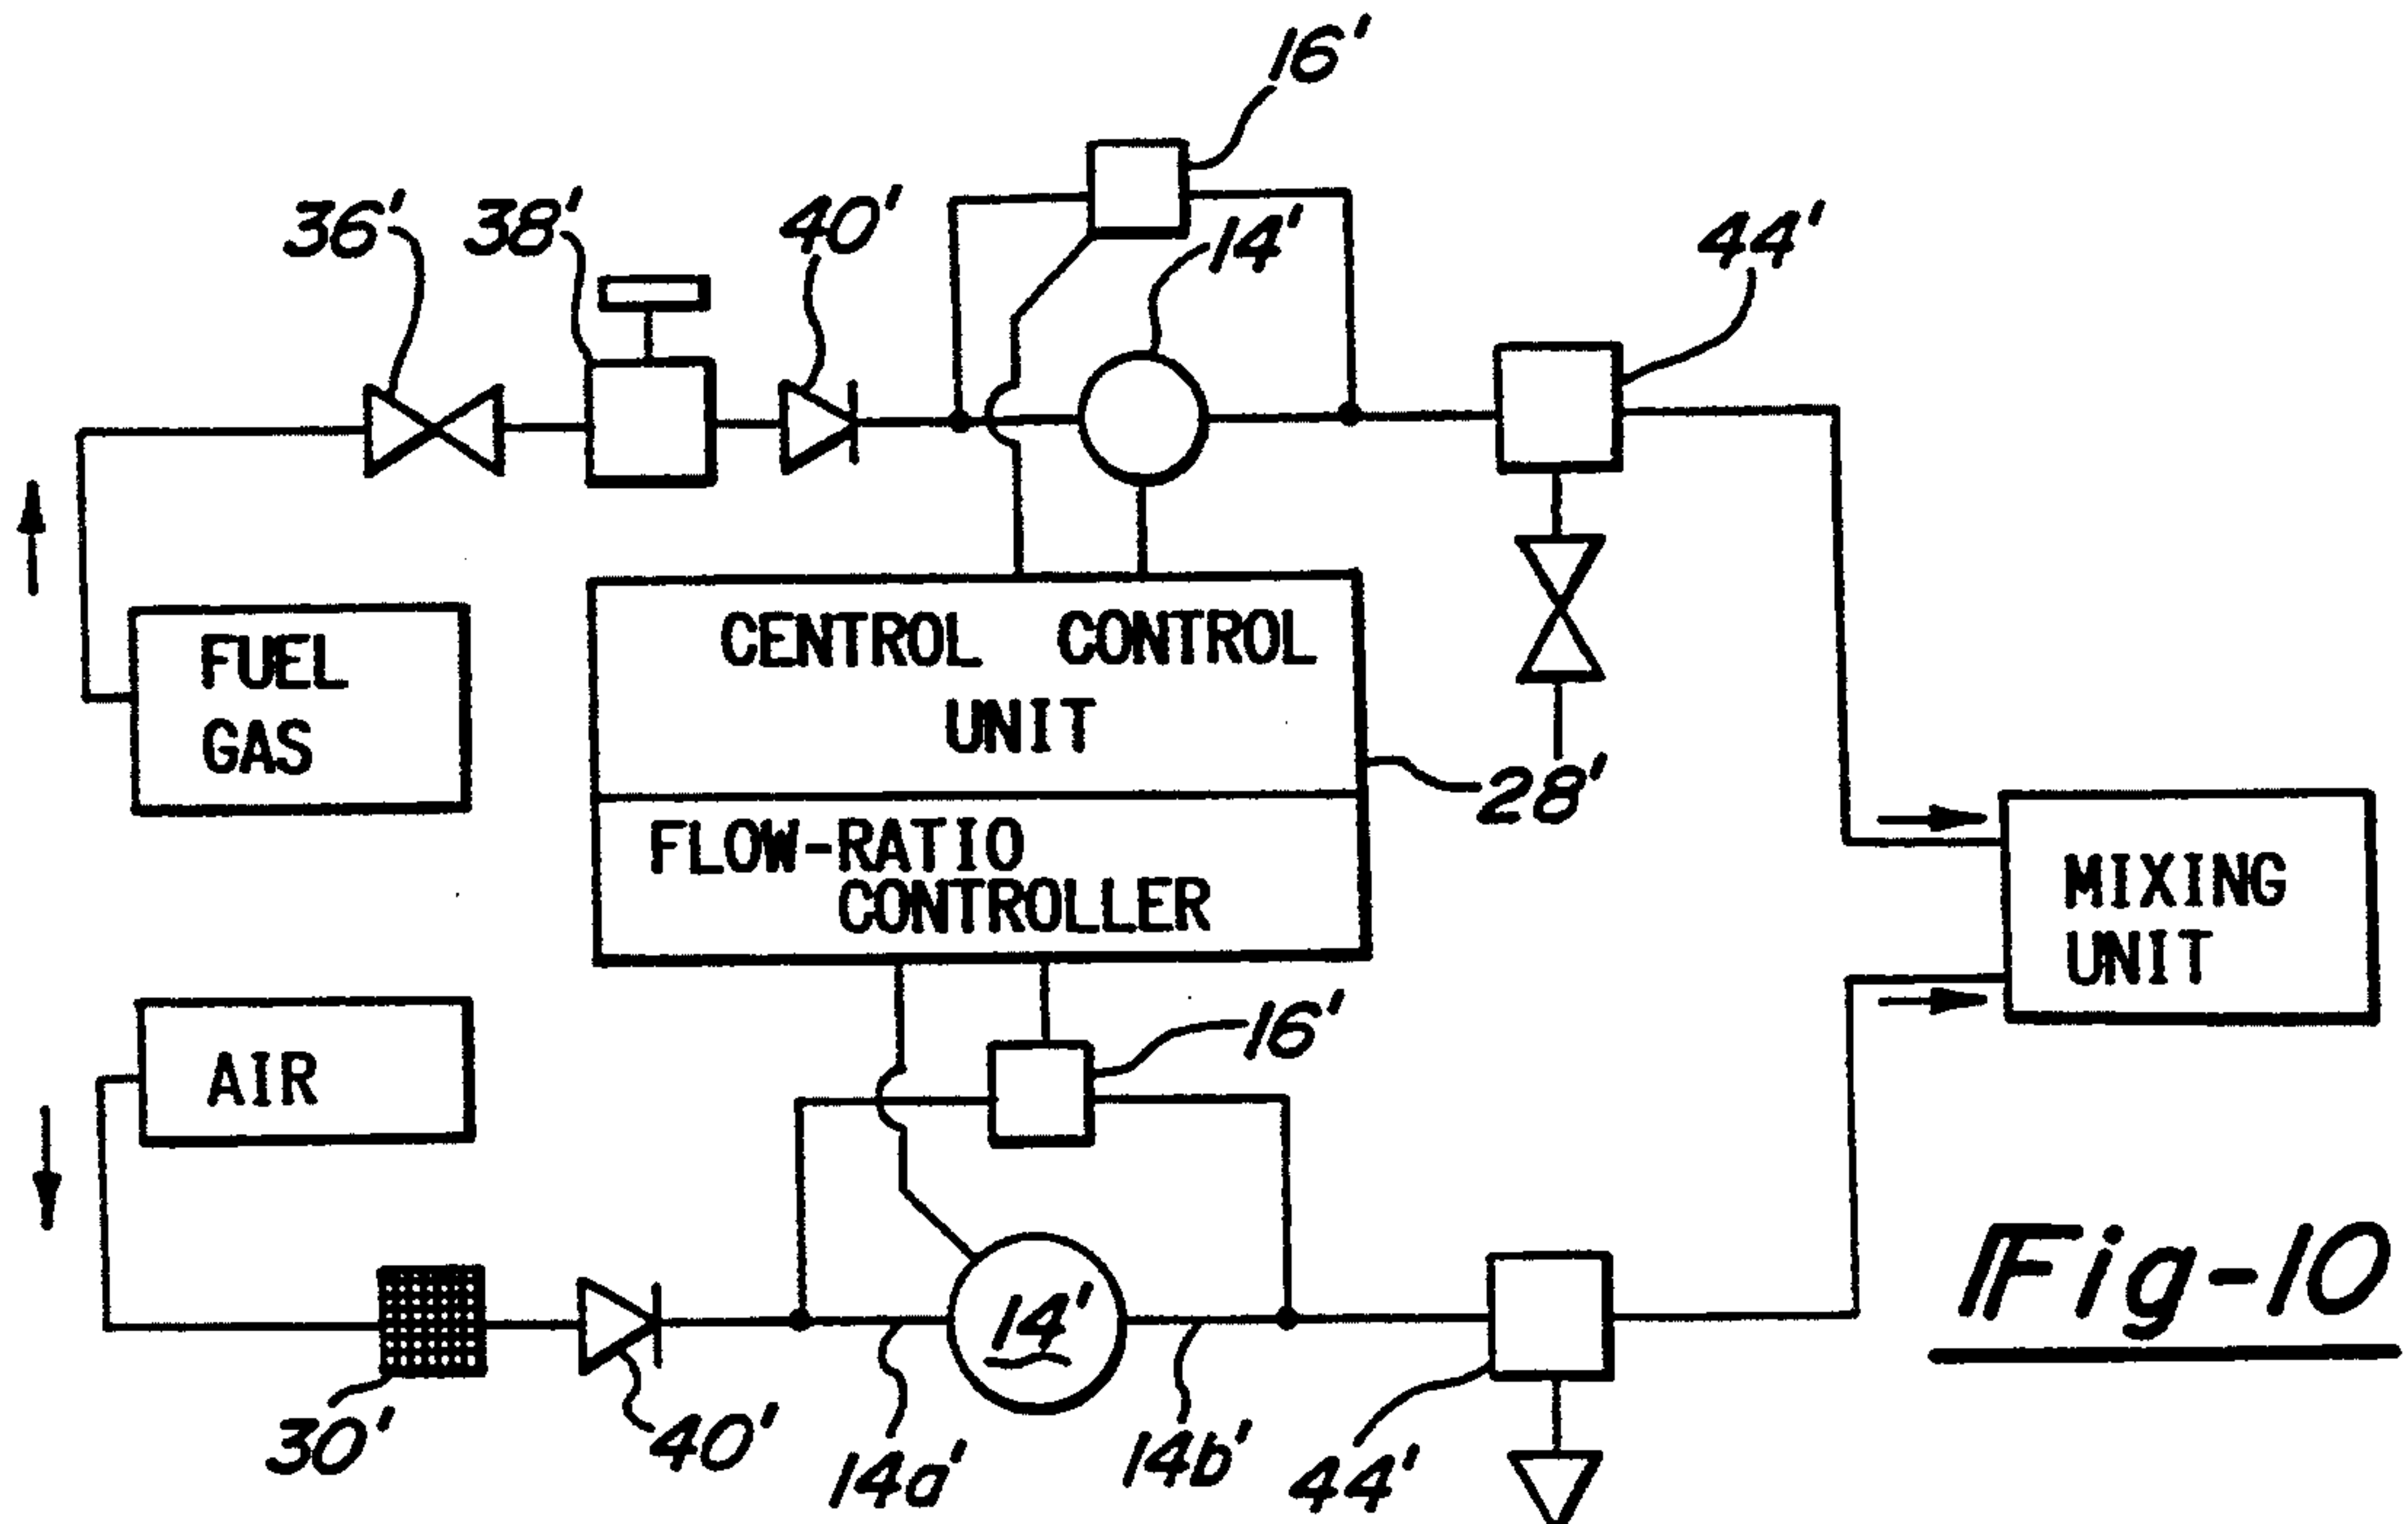 16'
36'
38'
40'
14'
44'
FUEL
GAS
CENTROL CONTROL
UNIT
28'
FLOW-RATIO
CONTROLLER
MIXING
UNIT
AIR
16'
14'
30'
40'
14a'
14b'
44'
Fig-10